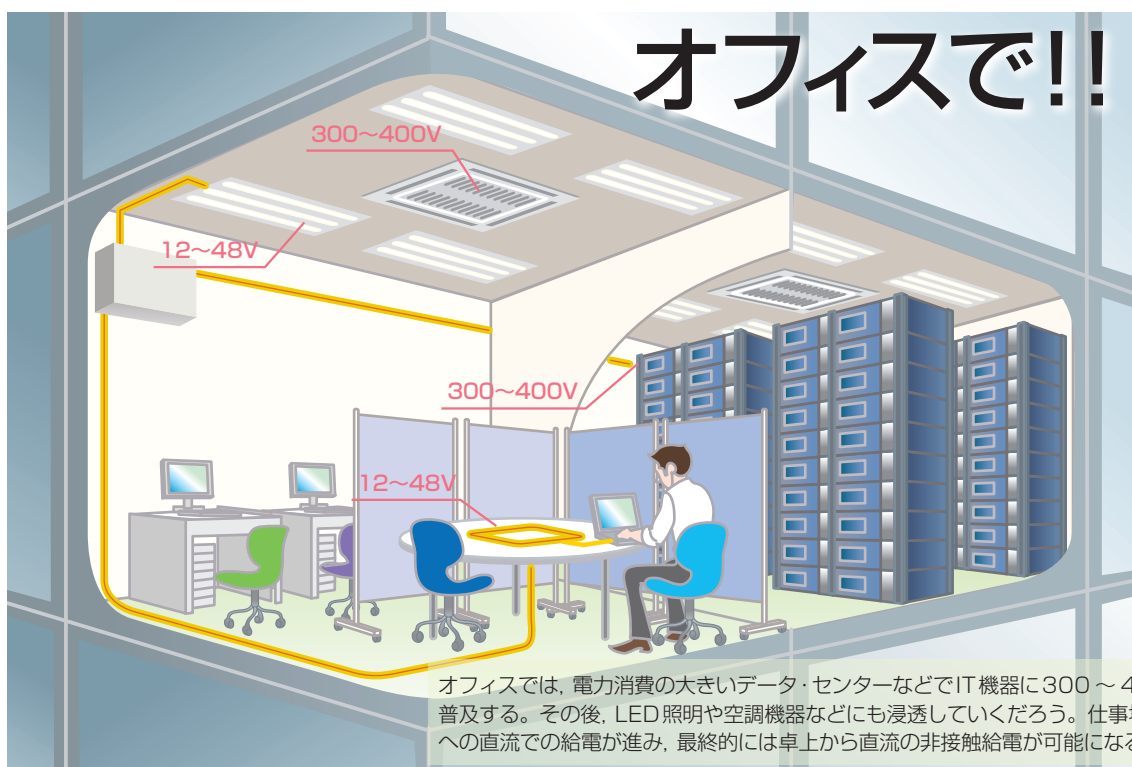 オフィスで!!
300〜400V
12〜48V
300〜400V
12〜48V
オフィスでは，電力消費の大きいデータ・センターなどでIT機器に300 〜 4
普及する。その後，LED照明や空調機器などにも浸透していくだろう。仕事
への直流での給電が進み，最終的には卓上から直流の非接触給電が可能になる